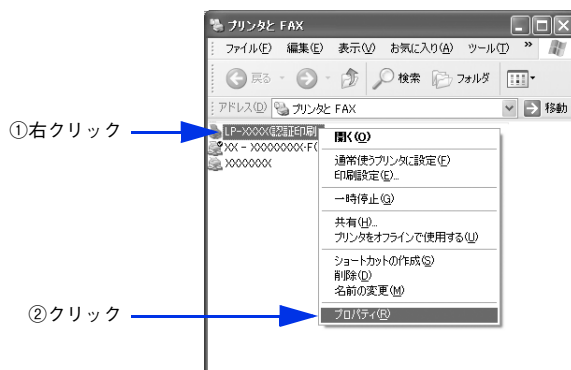 プリンタと FAX
ファイル(F) 編集(E) 表示(V) お気に入り(A) ツール(T) »
戻る 検索 フォルダ
アドレス(D) プリンタと FAX 移動
①右クリック
LP-XXXX(認証印刷)
XX - XXXXXXXX-F(
XXXXXXX
開く(O)
通常使うプリンタに設定(F)
印刷設定(E)...
一時停止(G)
共有(H)...
プリンタをオフラインで使用する(U)
ショートカットの作成(S)
削除(D)
名前の変更(M)
②クリック
プロパティ(R)